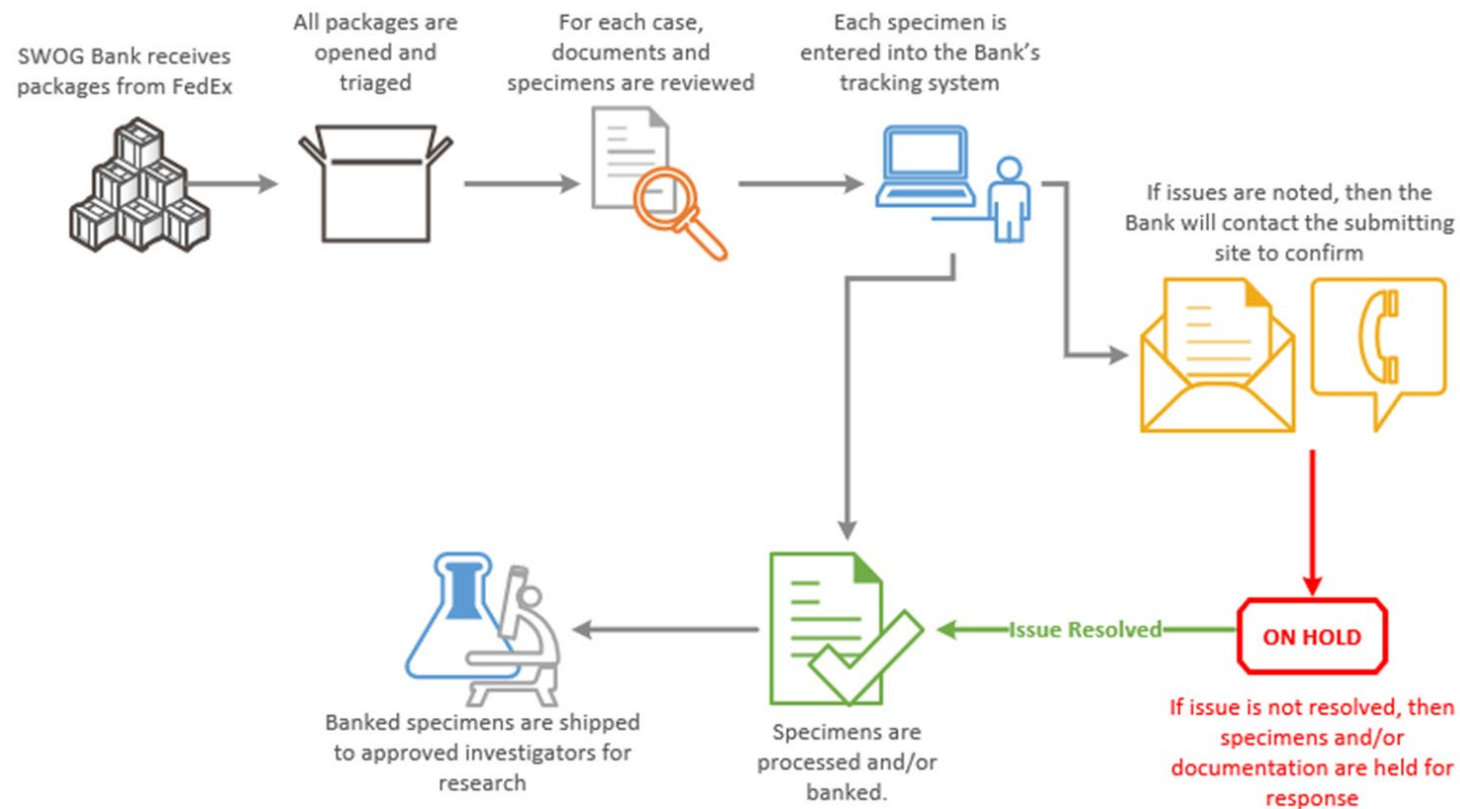 SWOG Bank receives
packages from FedEx
All packages are
opened and
triaged
For each case,
documents and
specimens are reviewed
Each specimen is
entered into the Bank's
tracking system
If issues are noted, then the
Bank will contact the submitting
site to confirm
ON HOLD
If issue is not resolved, then
specimens and/or
documentation are held for
response
Issue Resolved
Specimens are
processed and/or
banked.
Banked specimens are shipped
to approved investigators for
research